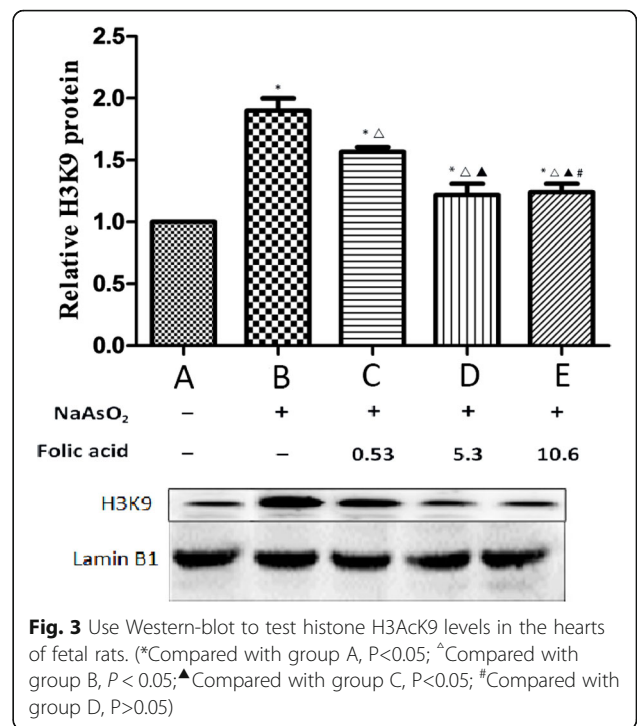 2.5
2.0
1.5
1.0
0.5
0.0
Relative H3K9 protein
*
* △
* △ ▲
* △ ▲ #
A B C D E
NaAsO₂ – + + + +
Folic acid – – 0.53 5.3 10.6
H3K9
Lamin B1
Fig. 3 Use Western-blot to test histone H3AcK9 levels in the hearts
of fetal rats. (*Compared with group A, P<0.05; △Compared with
group B, P < 0.05;▲Compared with group C, P<0.05; #Compared with
group D, P>0.05)